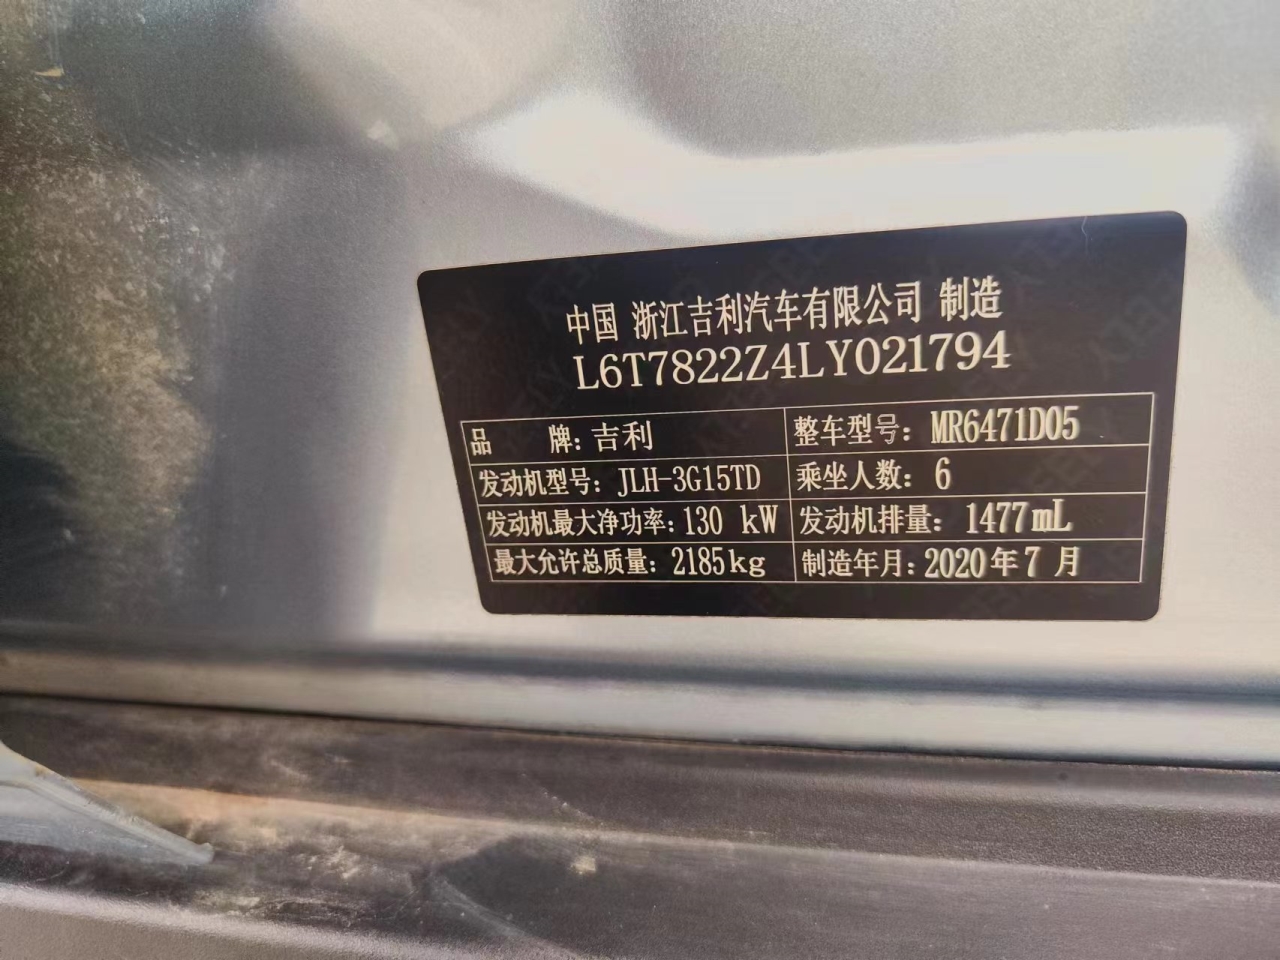 中国 浙江吉利汽车有限公司 制造
L6T7822Z4LY021794
品 牌: 吉利 整车型号: MR6471D05
发动机型号: JLH-3G15TD 乘坐人数: 6
发动机最大净功率: 130 kW 发动机排量: 1477mL
最大允许总质量: 2185kg 制造年月: 2020年7月